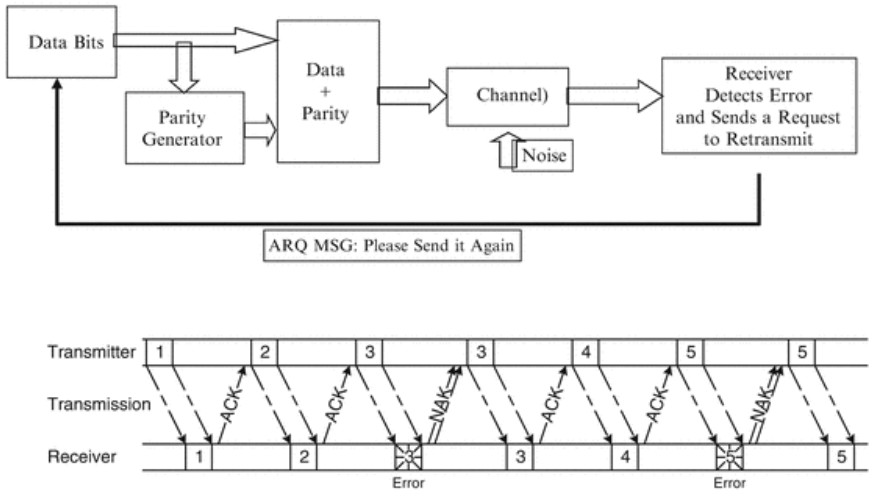 Data Bits
Parity
Generator
Data
+
Parity
Channel)
Noise
Receiver
Detects Error
and Sends a Request
to Retransmit
ARQ MSG: Please Send it Again
Transmitter 1 2 3 3 4 5 5
Transmission ACK ACK NAK ACK ACK NAK
Receiver 1 2 3 3 4 5 5
Error Error